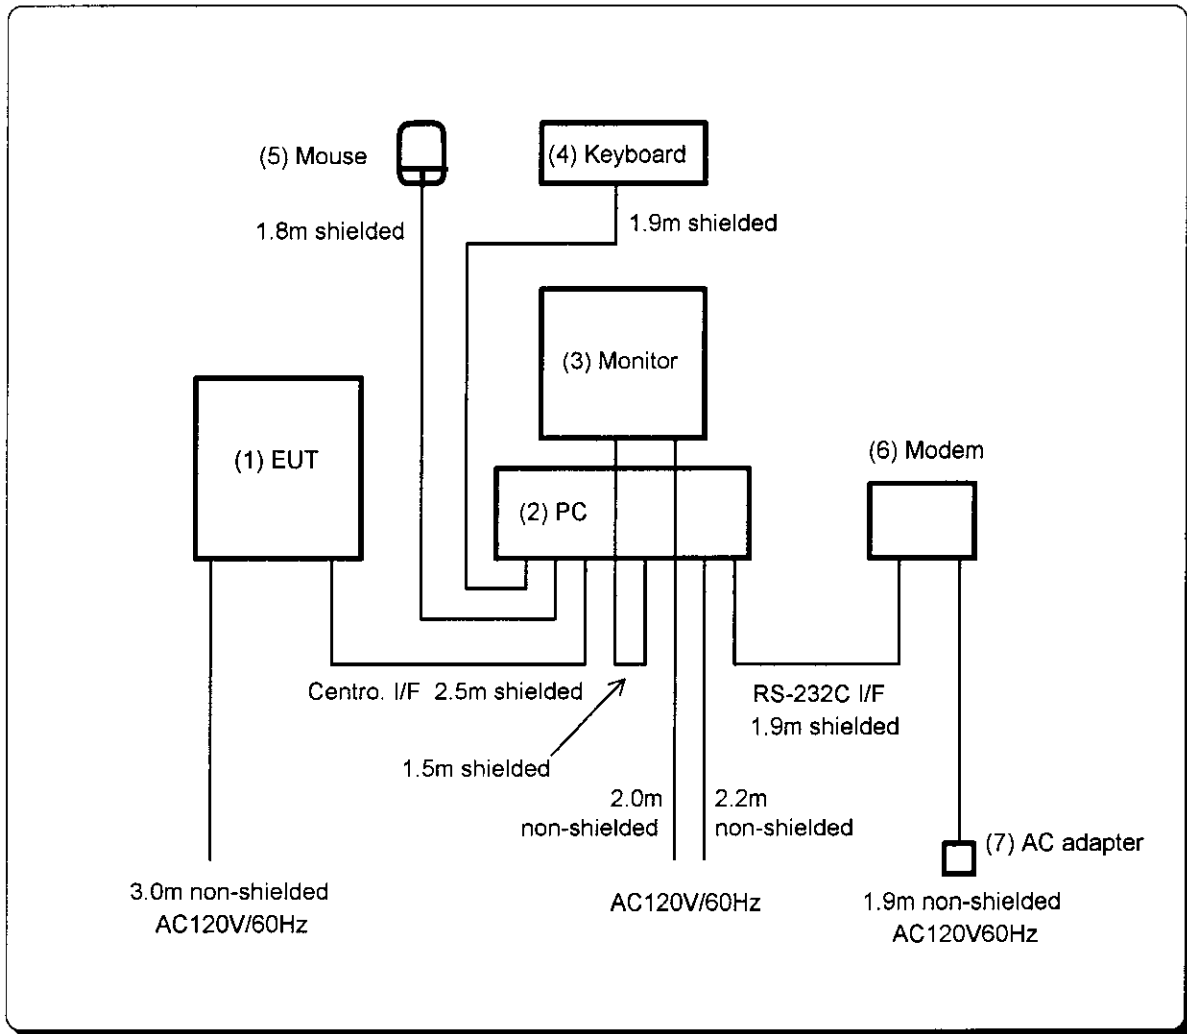 (5) Mouse
(4) Keyboard
1.8m shielded
1.9m shielded
(3) Monitor
(1) EUT
(6) Modem
(2) PC
Centro. I/F 2.5m shielded
RS-232C I/F
1.9m shielded
1.5m shielded
2.0m
non-shielded
2.2m
non-shielded
(7) AC adapter
3.0m non-shielded
AC120V/60Hz
AC120V/60Hz
1.9m non-shielded
AC120V60Hz